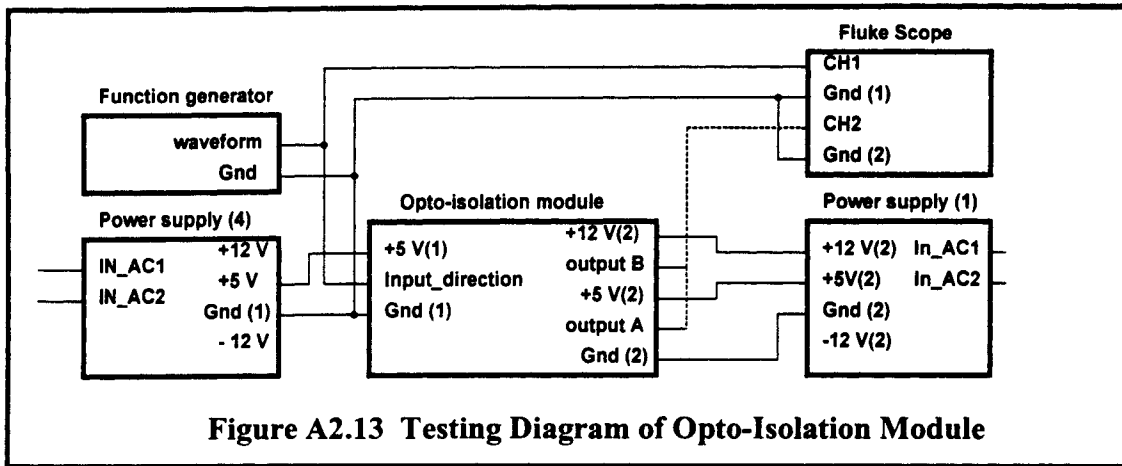 Fluke Scope
CH1
Gnd (1)
CH2
Gnd (2)
Function generator
waveform
Gnd
Power supply (4)
IN_AC1
IN_AC2
+12 V
+5 V
Gnd (1)
- 12 V
Opto-isolation module
+5 V(1)
Input_direction
Gnd (1)
+12 V(2)
output B
+5 V(2)
output A
Gnd (2)
Power supply (1)
+12 V(2)
+5V(2)
Gnd (2)
-12 V(2)
In_AC1
In_AC2
Figure A2.13 Testing Diagram of Opto-Isolation Module